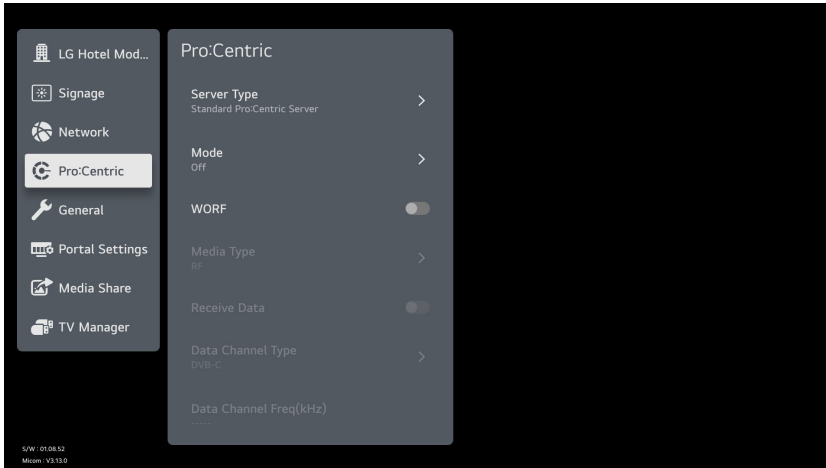 LG Hotel Mod...
Signage
Network
Pro:Centric
General
Portal Settings
Media Share
TV Manager
Pro:Centric
Server Type
Standard Pro:Centric Server
Mode
Off
WORF
Media Type
RF
Receive Data
Data Channel Type
DVB-C
Data Channel Freq(kHz)
-----
S/W : 01.08.52
Micom : V3.13.0